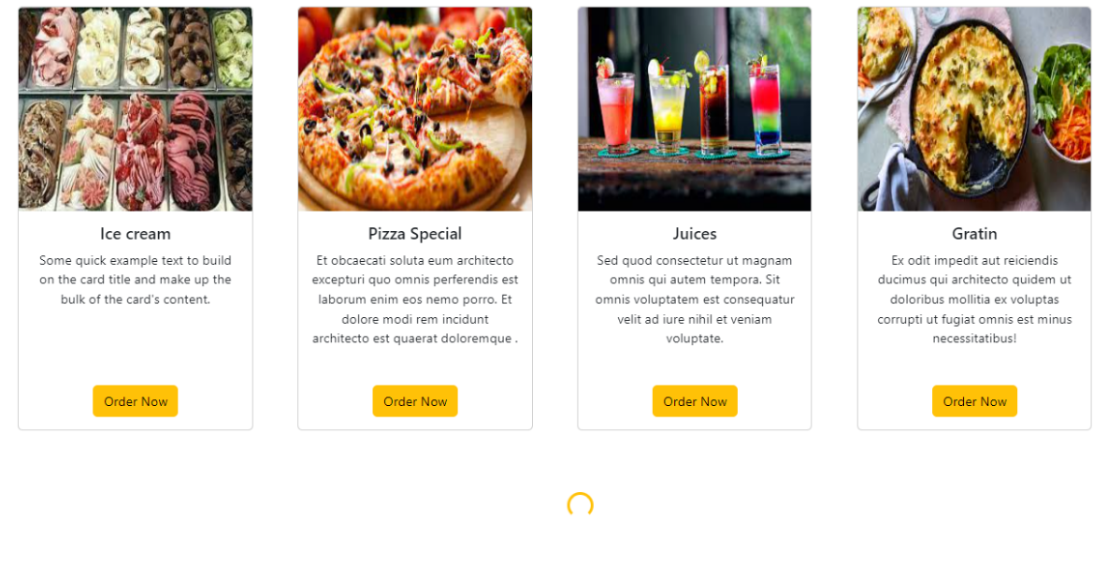 Ice cream
Some quick example text to build
on the card title and make up the
bulk of the card's content.
Order Now
Pizza Special
Et obcaecati soluta eum architecto
excepturi quo omnis perferendis est
laborum enim eos nemo porro. Et
dolore modi rem incidunt
architecto est quaerat doloremque .
Order Now
Juices
Sed quod consectetur ut magnam
omnis qui autem tempora. Sit
omnis voluptatem est consequatur
velit ad iure nihil et veniam
voluptate.
Order Now
Gratin
Ex odit impedit aut reiciendis
ducimus qui architecto quidem ut
doloribus mollitia ex voluptas
corrupti ut fugiat omnis est minus
necessitatibus!
Order Now